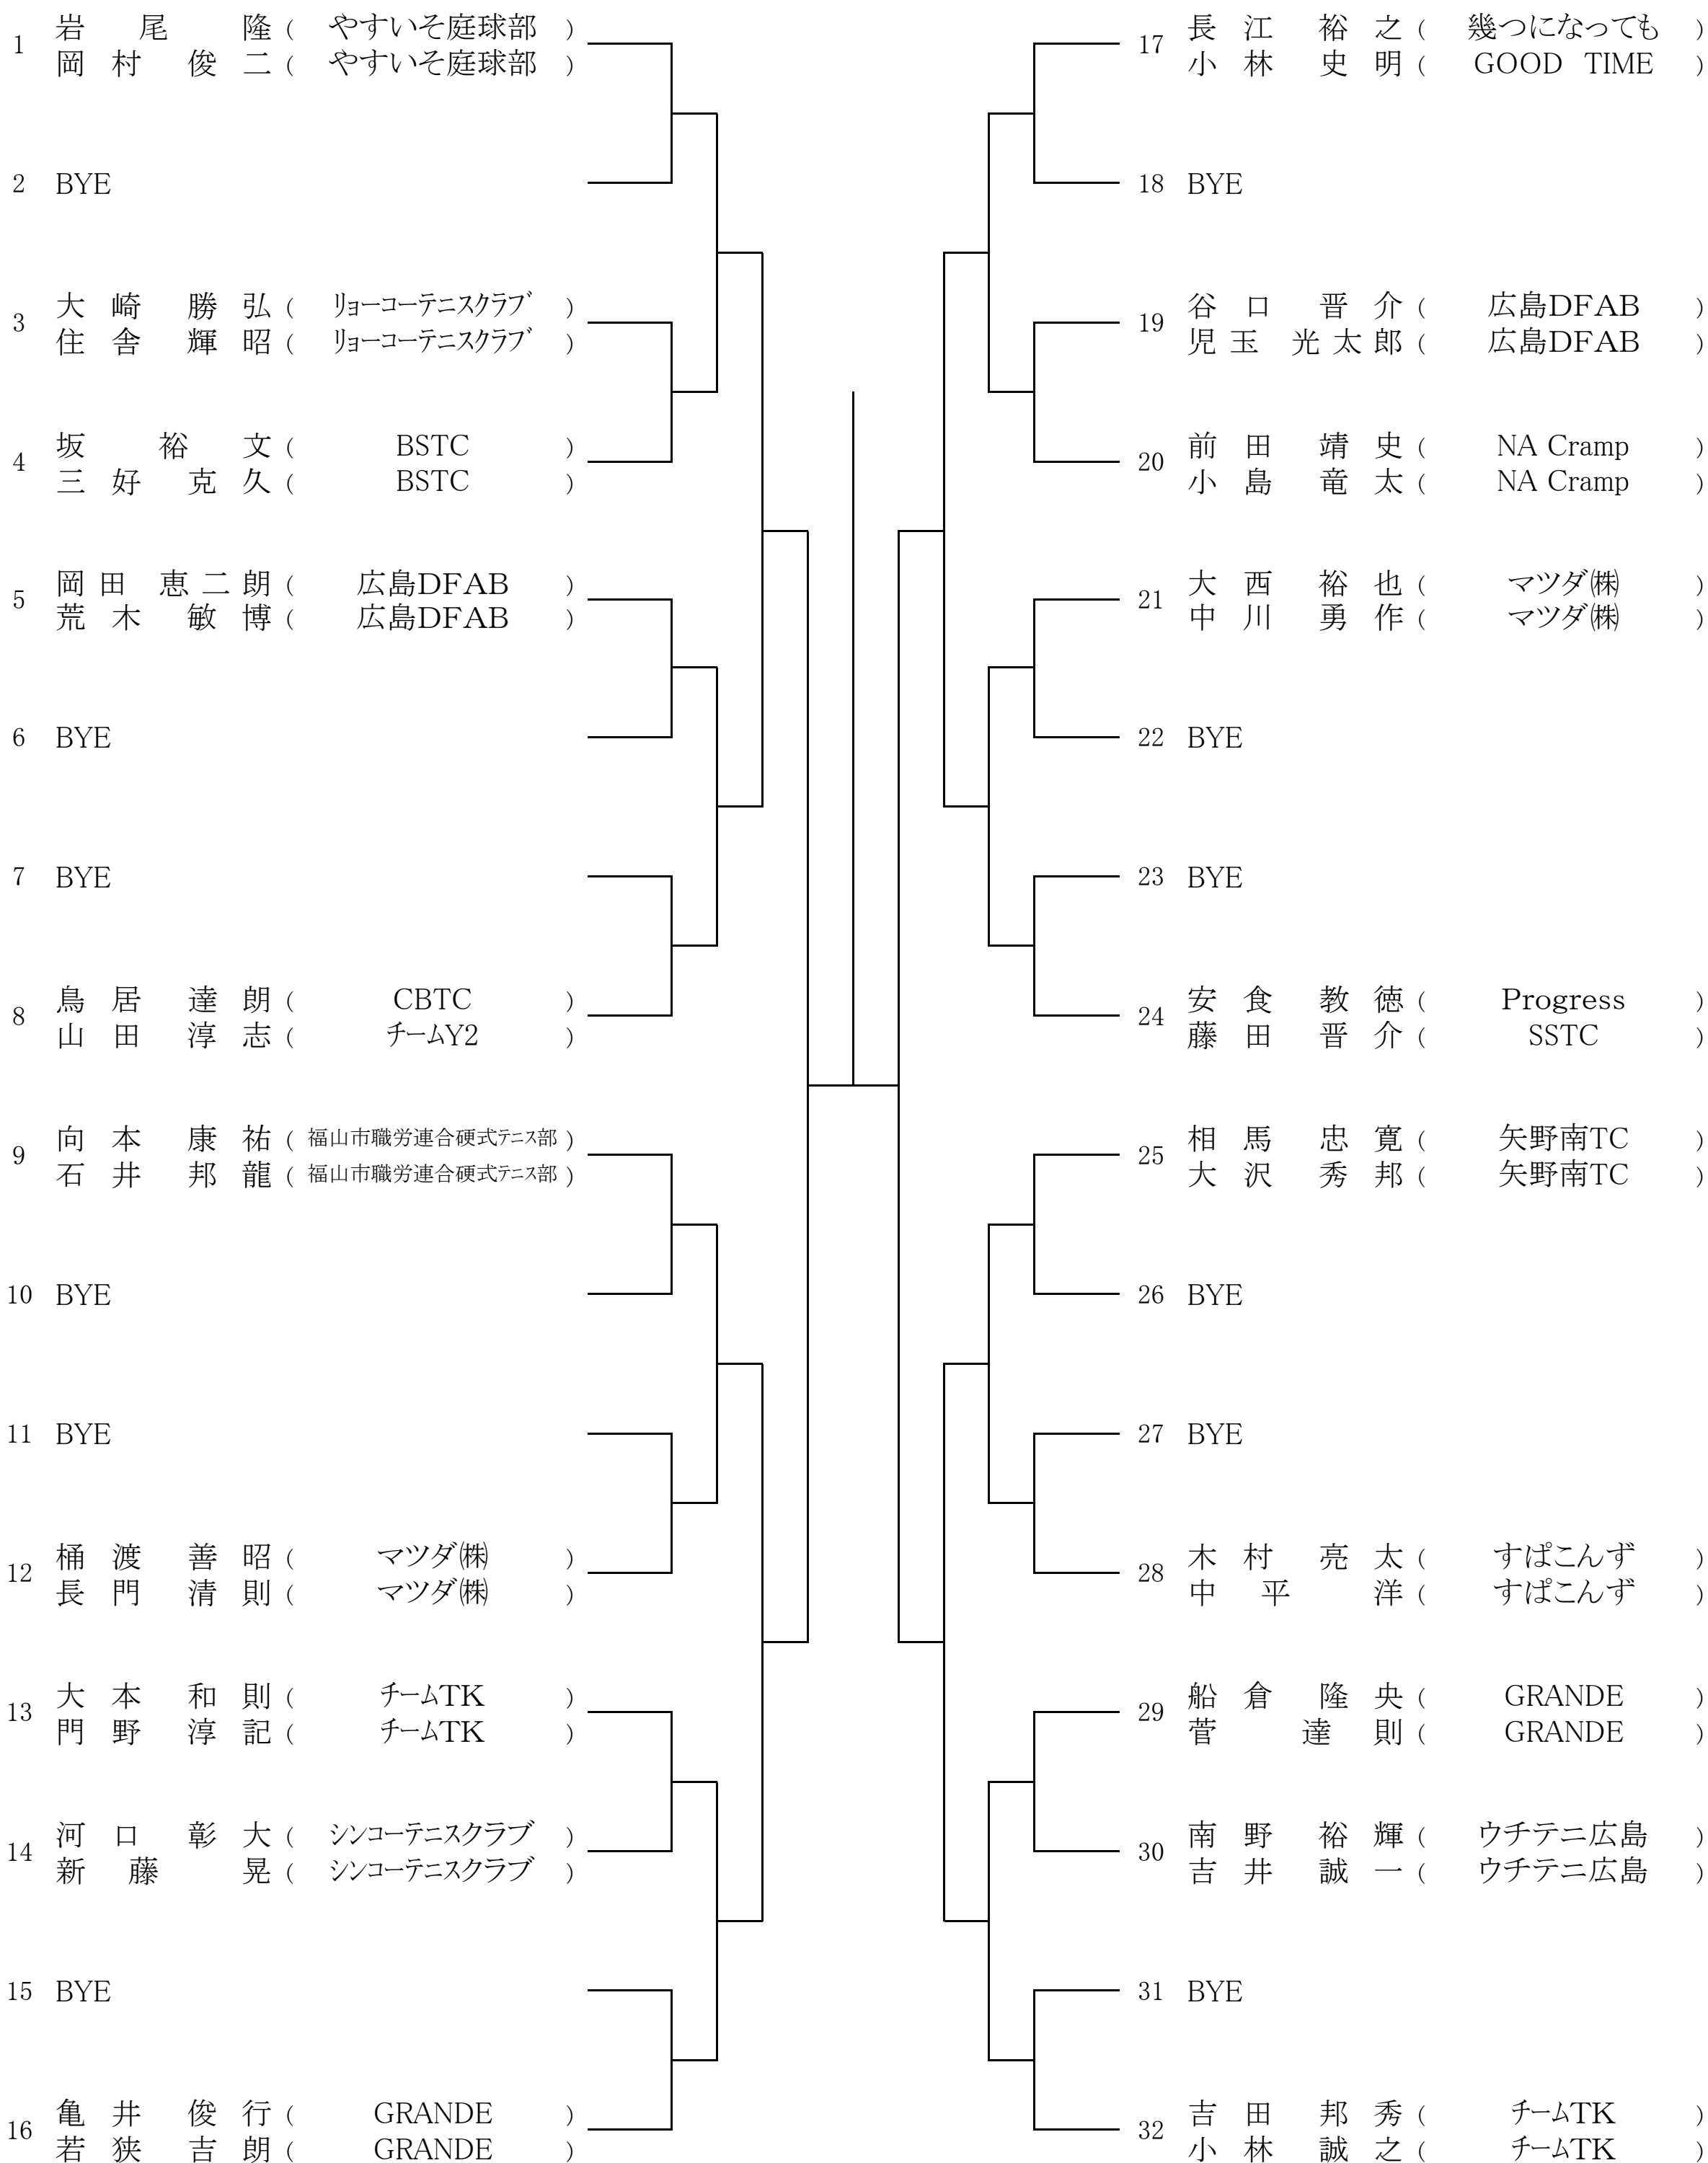 1 岩尾 隆 ( やすいそ庭球部 )
岡村 俊二 ( やすいそ庭球部 )
2 BYE
3 大崎 勝弘 ( ﾘｮｰｺｰﾃﾆｽｸﾗﾌﾞ )
住舎 輝昭 ( ﾘｮｰｺｰﾃﾆｽｸﾗﾌﾞ )
4 坂 裕文 ( BSTC )
三好 克久 ( BSTC )
5 岡田 恵二朗 ( 広島DFAB )
荒木 敏博 ( 広島DFAB )
6 BYE
7 BYE
8 鳥居 達朗 ( CBTC )
山田 淳志 ( ﾁｰﾑY2 )
9 向本 康祐 ( 福山市職労連合硬式ﾃﾆｽ部 )
石井 邦龍 ( 福山市職労連合硬式ﾃﾆｽ部 )
10 BYE
11 BYE
12 桶渡 善昭 ( マツダ㈱ )
長門 清則 ( マツダ㈱ )
13 大本 和則 ( ﾁｰﾑTK )
門野 淳記 ( ﾁｰﾑTK )
14 河口 彰大 ( ｼﾝｺｰﾃﾆｽクラブ )
新藤 晃 ( ｼﾝｺｰﾃﾆｽクラブ )
15 BYE
16 亀井 俊行 ( GRANDE )
若狭 吉朗 ( GRANDE )
17 長江 裕之 ( 幾つになっても )
小林 史明 ( GOOD TIME )
18 BYE
19 谷口 晋介 ( 広島DFAB )
児玉 光太郎 ( 広島DFAB )
20 前田 靖史 ( NA Cramp )
小島 竜太 ( NA Cramp )
21 大西 裕也 ( マツダ㈱ )
中川 勇作 ( マツダ㈱ )
22 BYE
23 BYE
24 安食 教徳 ( Progress )
藤田 晋介 ( SSTC )
25 相馬 忠寛 ( 矢野南TC )
大沢 秀邦 ( 矢野南TC )
26 BYE
27 BYE
28 木村 亮太 ( すぱこんず )
中平 洋 ( すぱこんず )
29 船倉 隆央 ( GRANDE )
菅 達則 ( GRANDE )
30 南野 裕輝 ( ウチテニ広島 )
吉井 誠一 ( ウチテニ広島 )
31 BYE
32 吉田 邦秀 ( ﾁｰﾑTK )
小林 誠之 ( ﾁｰﾑTK )